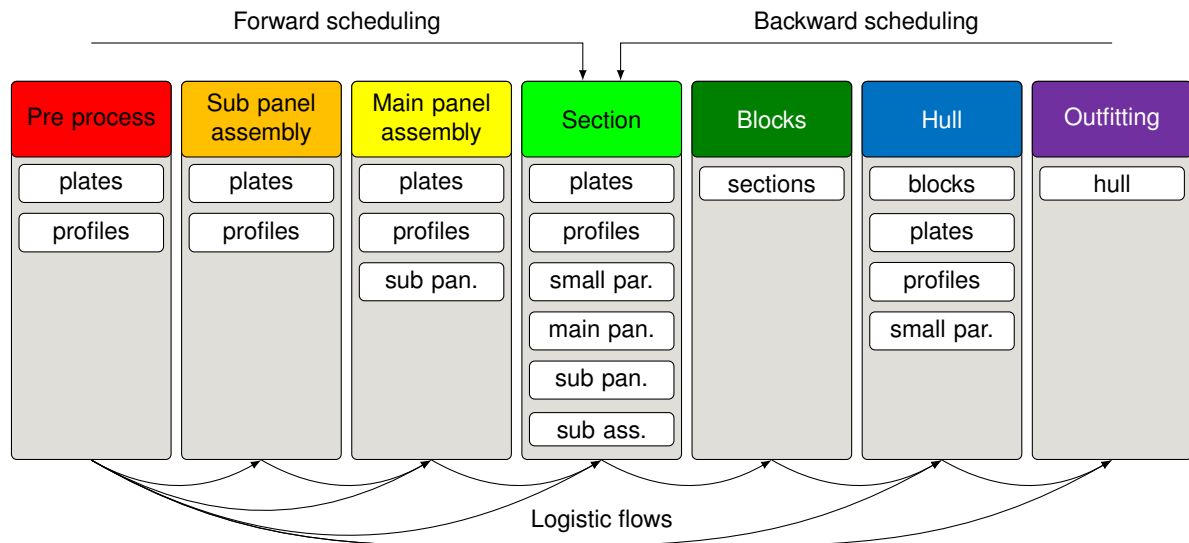 Forward scheduling
Backward scheduling
Pre process
Sub panel
assembly
Main panel
assembly
Section
Blocks
Hull
Outfitting
plates
profiles
plates
profiles
plates
profiles
sub pan.
plates
profiles
small par.
main pan.
sub pan.
sub ass.
sections
blocks
plates
profiles
small par.
hull
Logistic flows